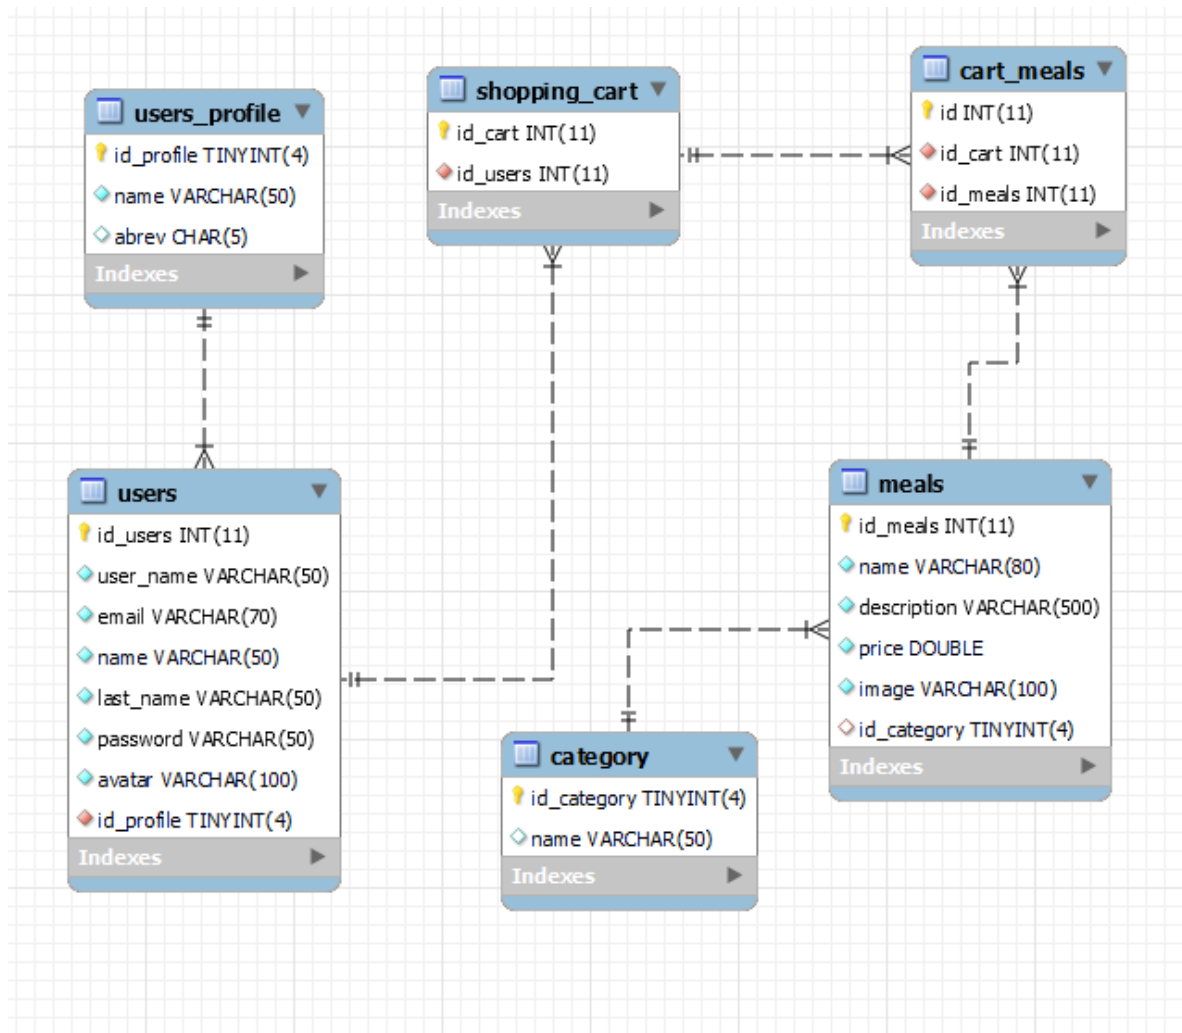 users_profile
id_profile TINYINT(4)
name VARCHAR(50)
abrev CHAR(5)
Indexes
shopping_cart
id_cart INT(11)
id_users INT(11)
Indexes
cart_meals
id INT(11)
id_cart INT(11)
id_meals INT(11)
Indexes
users
id_users INT(11)
user_name VARCHAR(50)
email VARCHAR(70)
name VARCHAR(50)
last_name VARCHAR(50)
password VARCHAR(50)
avatar VARCHAR(100)
id_profile TINYINT(4)
Indexes
meals
id_meals INT(11)
name VARCHAR(80)
description VARCHAR(500)
price DOUBLE
image VARCHAR(100)
id_category TINYINT(4)
Indexes
category
id_category TINYINT(4)
name VARCHAR(50)
Indexes